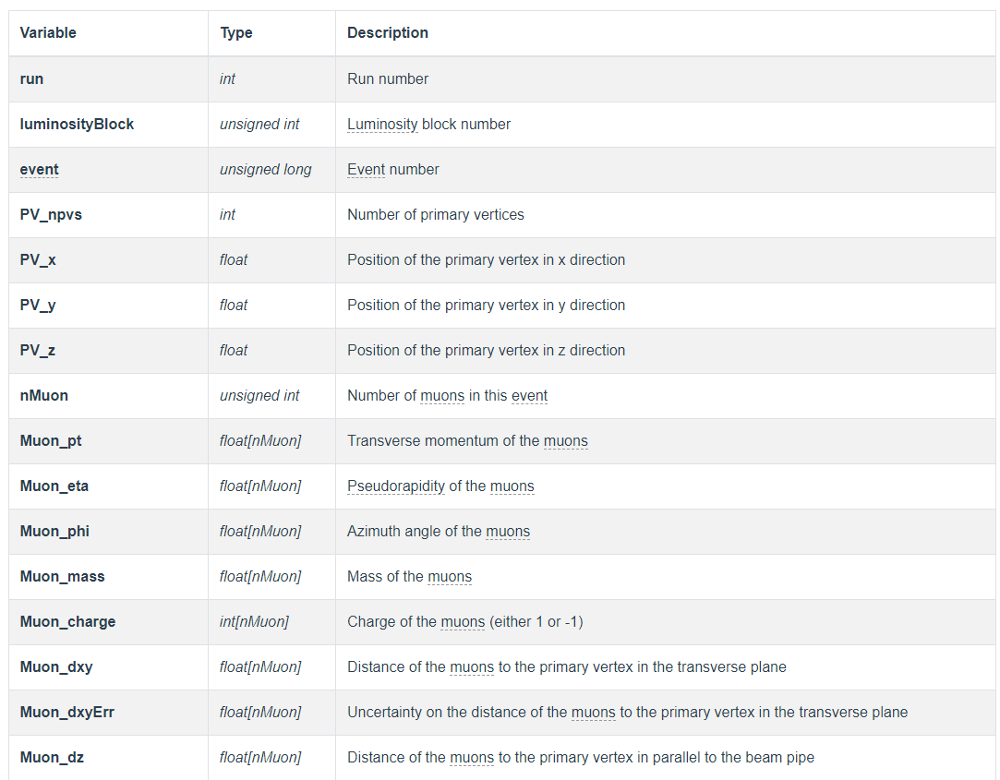 Variable Type Description
run int Run number
luminosityBlock unsigned int Luminosity block number
event unsigned long Event number
PV_npvs int Number of primary vertices
PV_x float Position of the primary vertex in x direction
PV_y float Position of the primary vertex in y direction
PV_z float Position of the primary vertex in z direction
nMuon unsigned int Number of muons in this event
Muon_pt float[nMuon] Transverse momentum of the muons
Muon_eta float[nMuon] Pseudorapidity of the muons
Muon_phi float[nMuon] Azimuth angle of the muons
Muon_mass float[nMuon] Mass of the muons
Muon_charge int[nMuon] Charge of the muons (either 1 or -1)
Muon_dxy float[nMuon] Distance of the muons to the primary vertex in the transverse plane
Muon_dxyErr float[nMuon] Uncertainty on the distance of the muons to the primary vertex in the transverse plane
Muon_dz float[nMuon] Distance of the muons to the primary vertex in parallel to the beam pipe